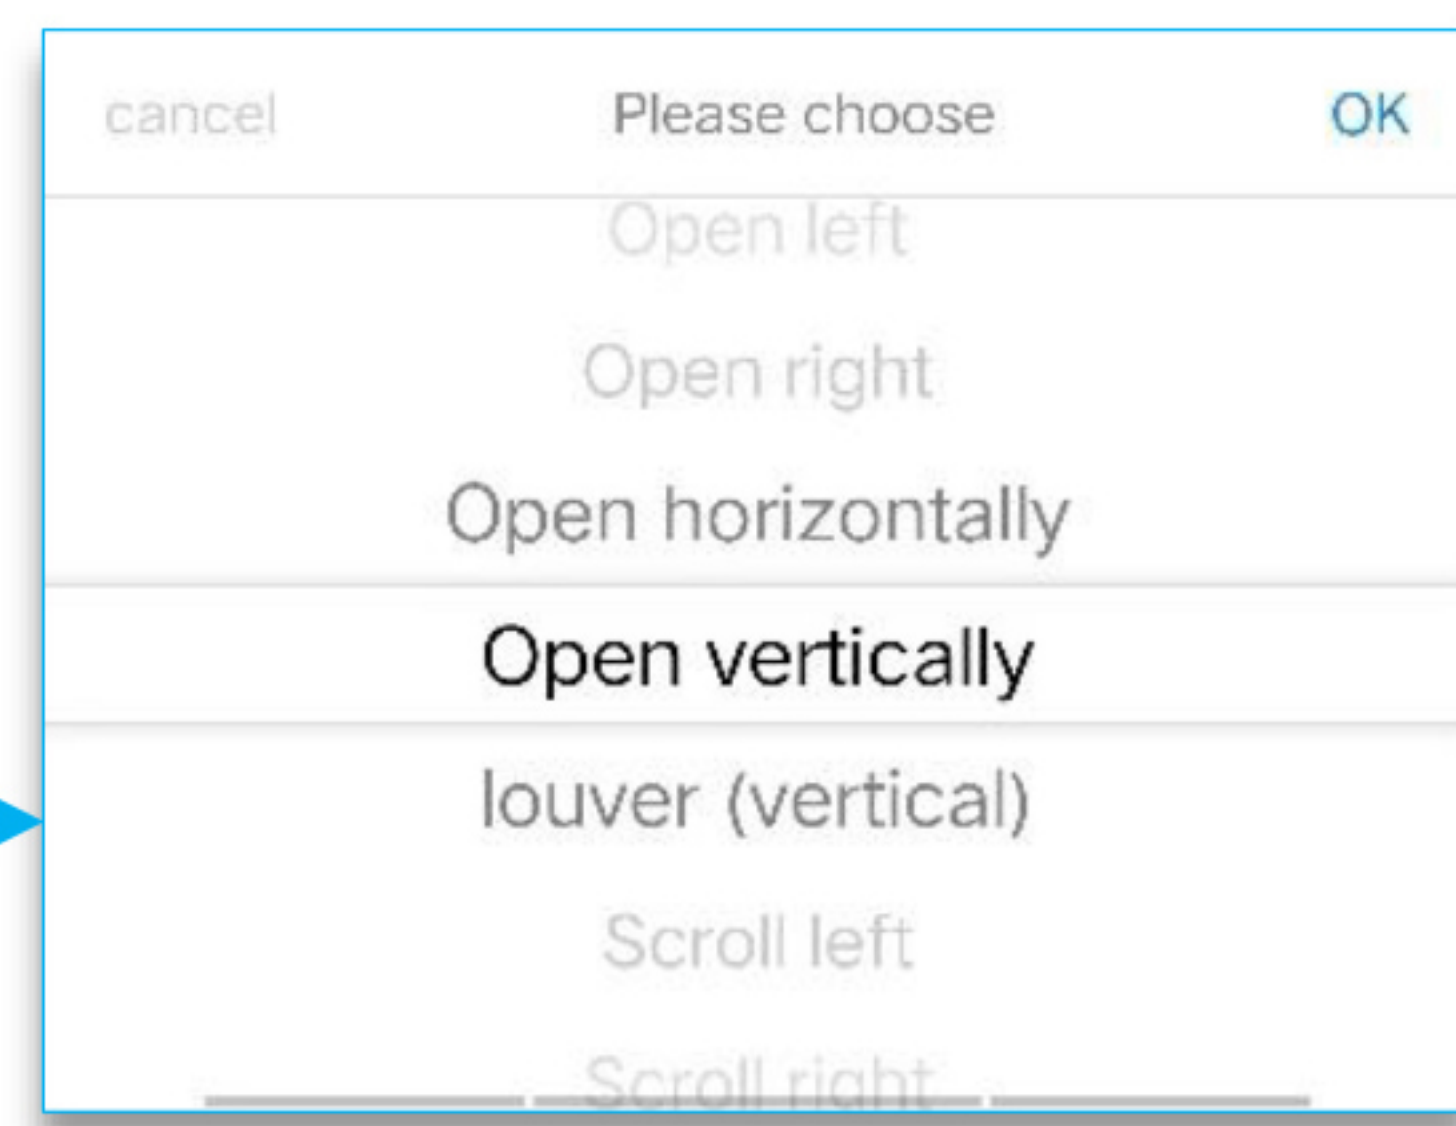 cancel Please choose OK
Open left
Open right
Open horizontally
Open vertically
louver (vertical)
Scroll left
Scroll right